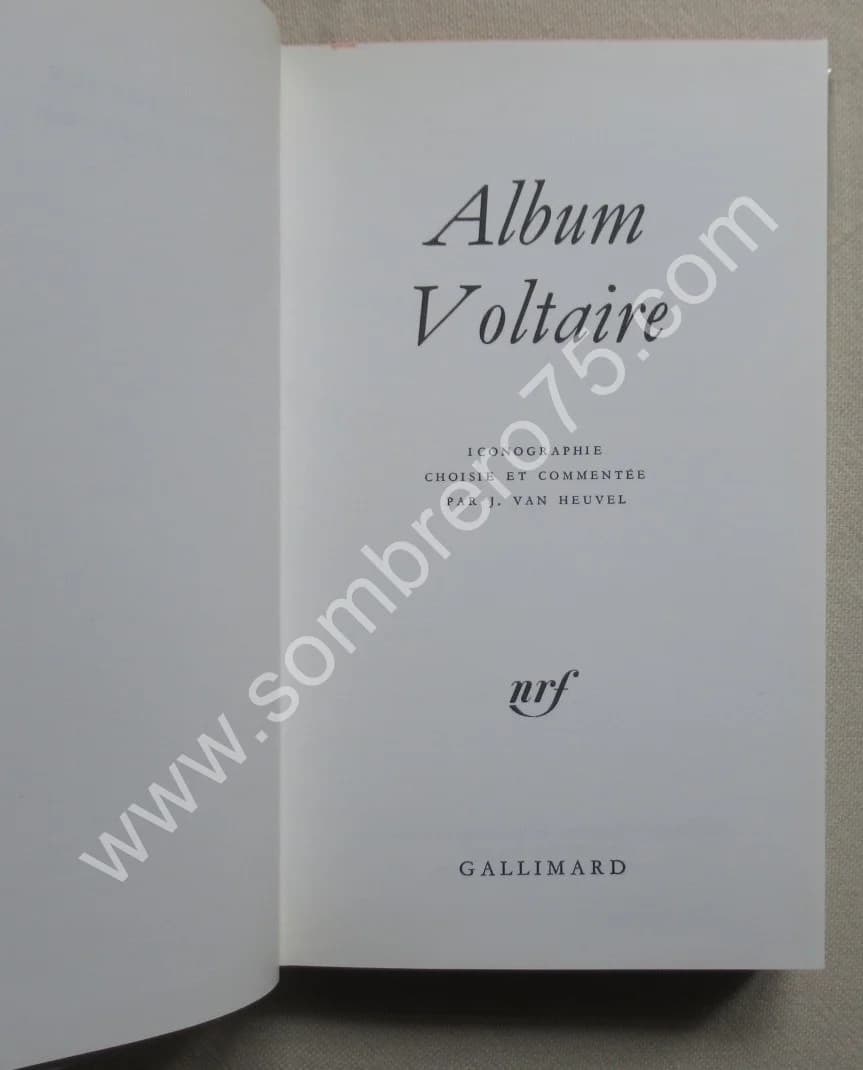 Album
Voltaire
ICONOGRAPHIE
CHOISIE ET COMMENTÉE
PAR J. VAN HEUVEL
nrf
GALLIMARD
www.sombrero75.com